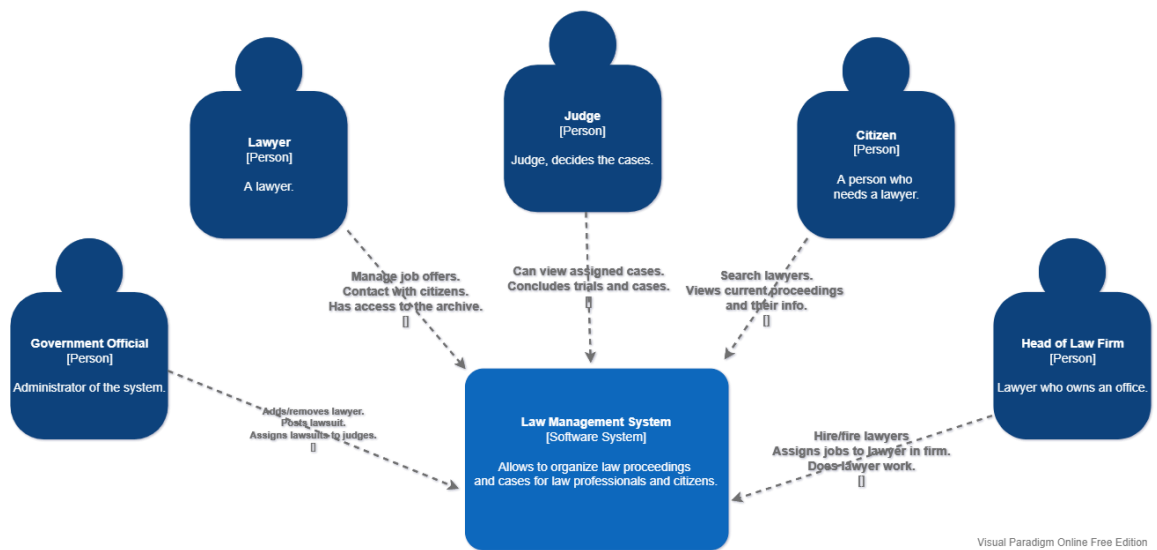 Judge
[Person]
Judge, decides the cases.
Lawyer
[Person]
A lawyer.
Citizen
[Person]
A person who
needs a lawyer.
Manage job offers.
Contact with citizens.
Has access to the archive.
[]
Can view assigned cases.
Concludes trials and cases.
[]
Search lawyers.
Views current proceedings
and their info.
[]
Government Official
[Person]
Administrator of the system.
Head of Law Firm
[Person]
Lawyer who owns an office.
Adds/removes lawyer.
Posts lawsuit.
Assigns lawsuits to judges.
[]
Law Management System
[Software System]
Allows to organize law proceedings
and cases for law professionals and citizens.
Hire/fire lawyers
Assigns jobs to lawyer in firm.
Does lawyer work.
[]
Visual Paradigm Online Free Edition